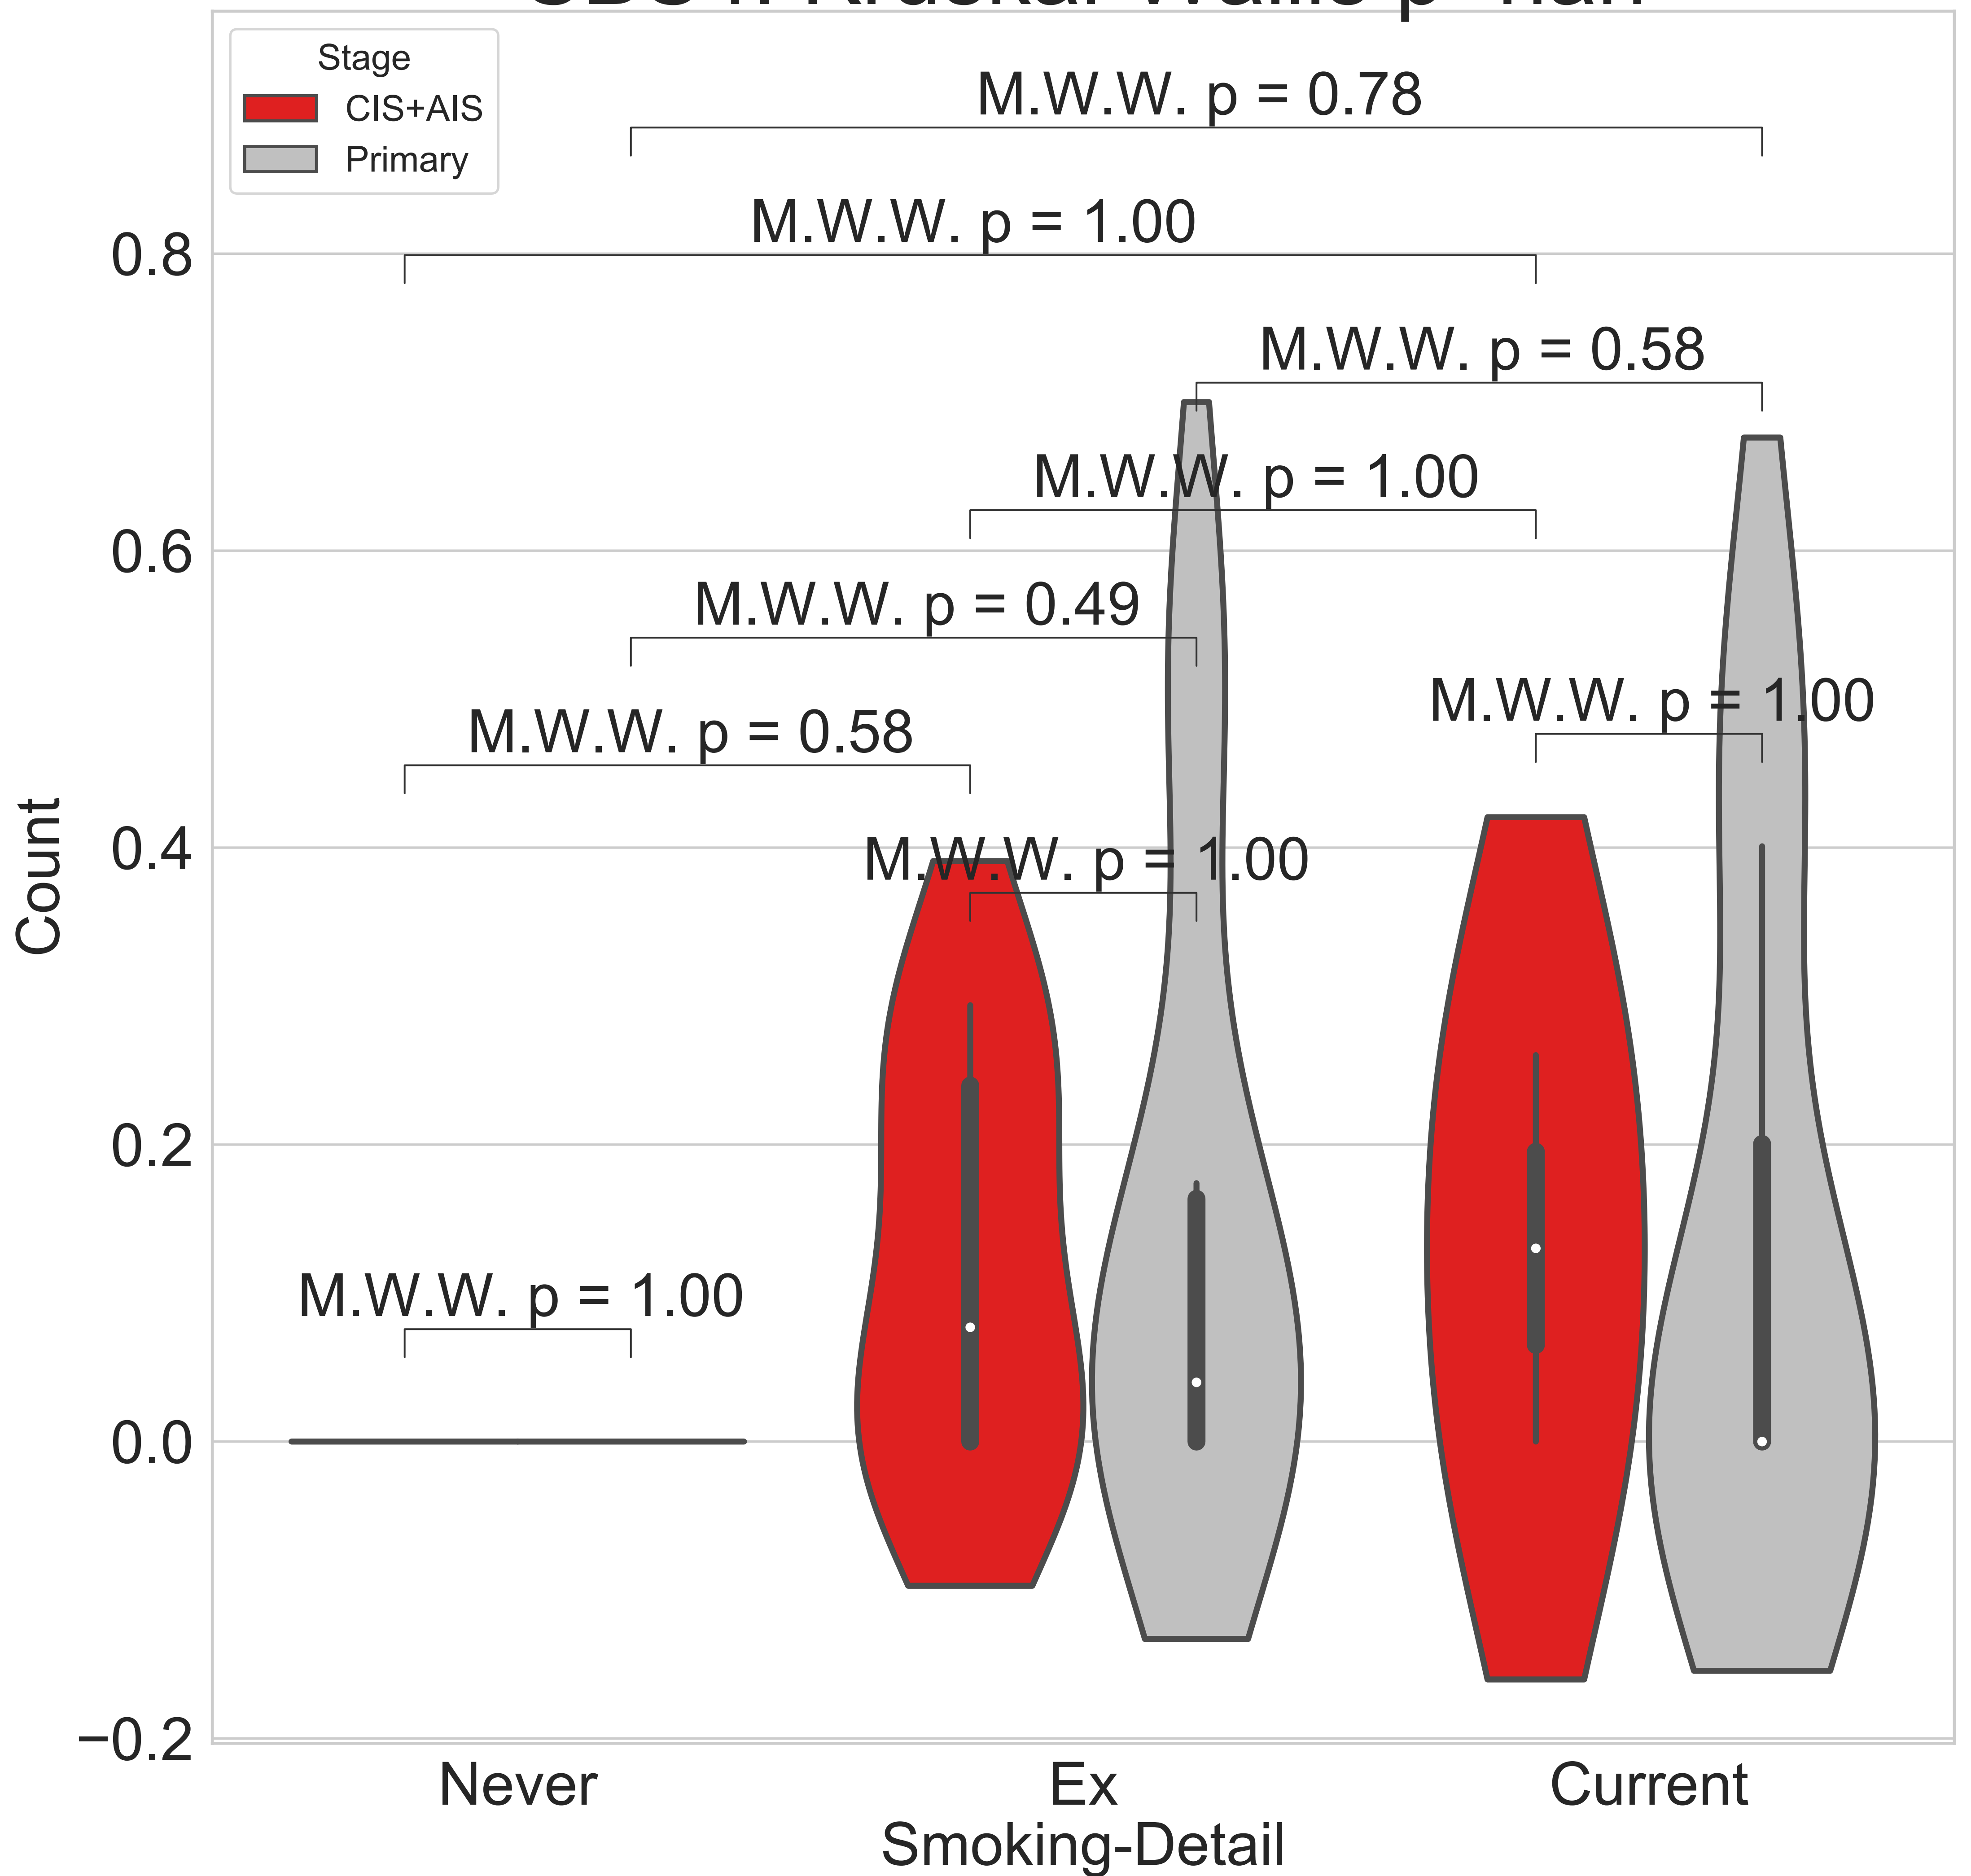 Stage
CIS+AIS
Primary
M.W.W. p = 0.78
M.W.W. p = 1.00
M.W.W. p = 0.58
M.W.W. p = 1.00
M.W.W. p = 0.49
M.W.W. p = 1.00
M.W.W. p = 0.58
M.W.W. p = 1.00
M.W.W. p = 1.00
0.8
0.6
0.4
0.2
0.0
−0.2
Count
Never
Ex
Current
Smoking-Detail